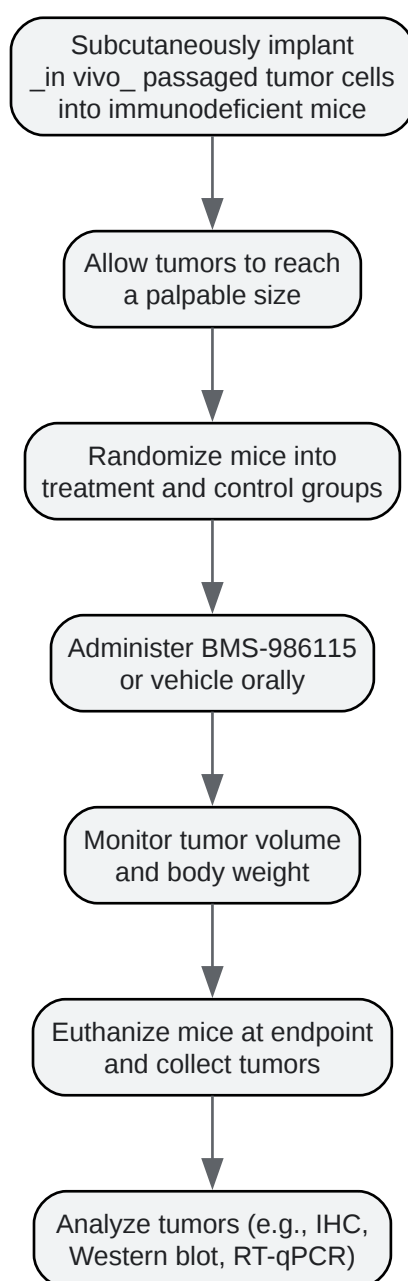 Subcutaneously implant
_in vivo_ passaged tumor cells
into immunodeficient mice
Allow tumors to reach
a palpable size
Randomize mice into
treatment and control groups
Administer BMS-986115
or vehicle orally
Monitor tumor volume
and body weight
Euthanize mice at endpoint
and collect tumors
Analyze tumors (e.g., IHC,
Western blot, RT-qPCR)